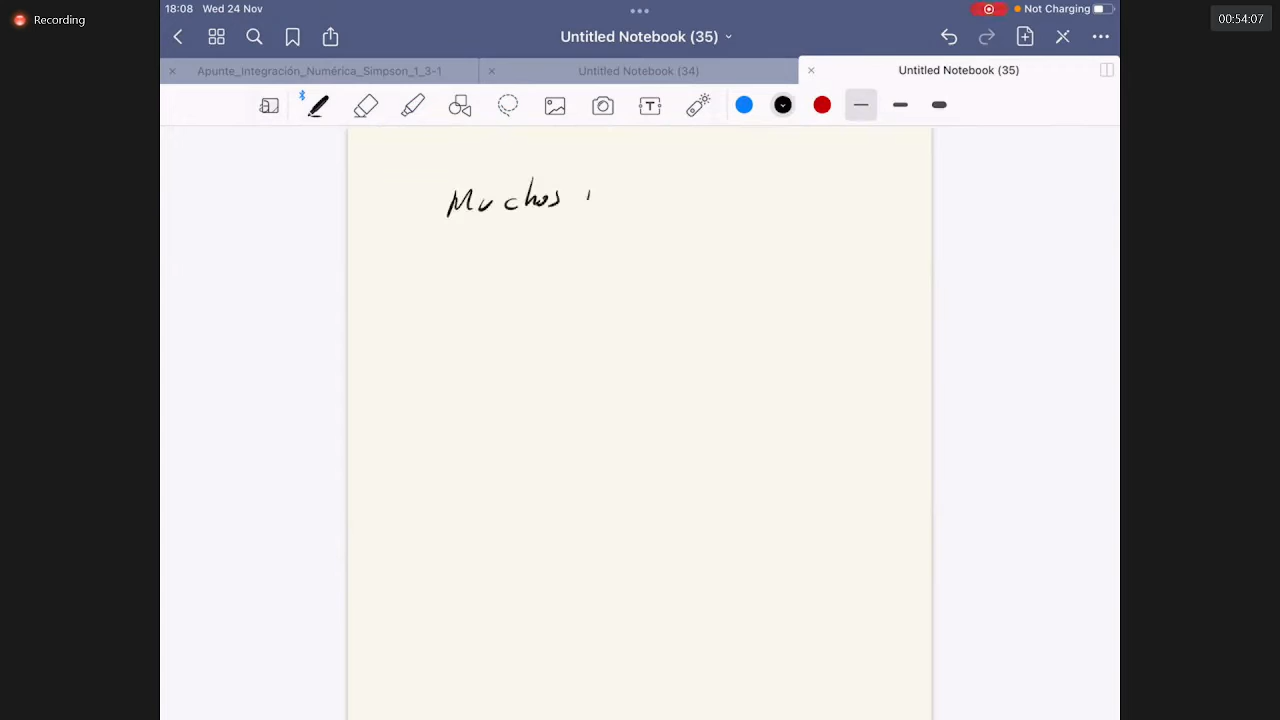 Recording
18:08 Wed 24 Nov
Not Charging
00:54:07
Untitled Notebook (35)
Apunte_Integración_Numérica_Simpson_1_3-1
Untitled Notebook (34)
Untitled Notebook (35)
T
Muchos